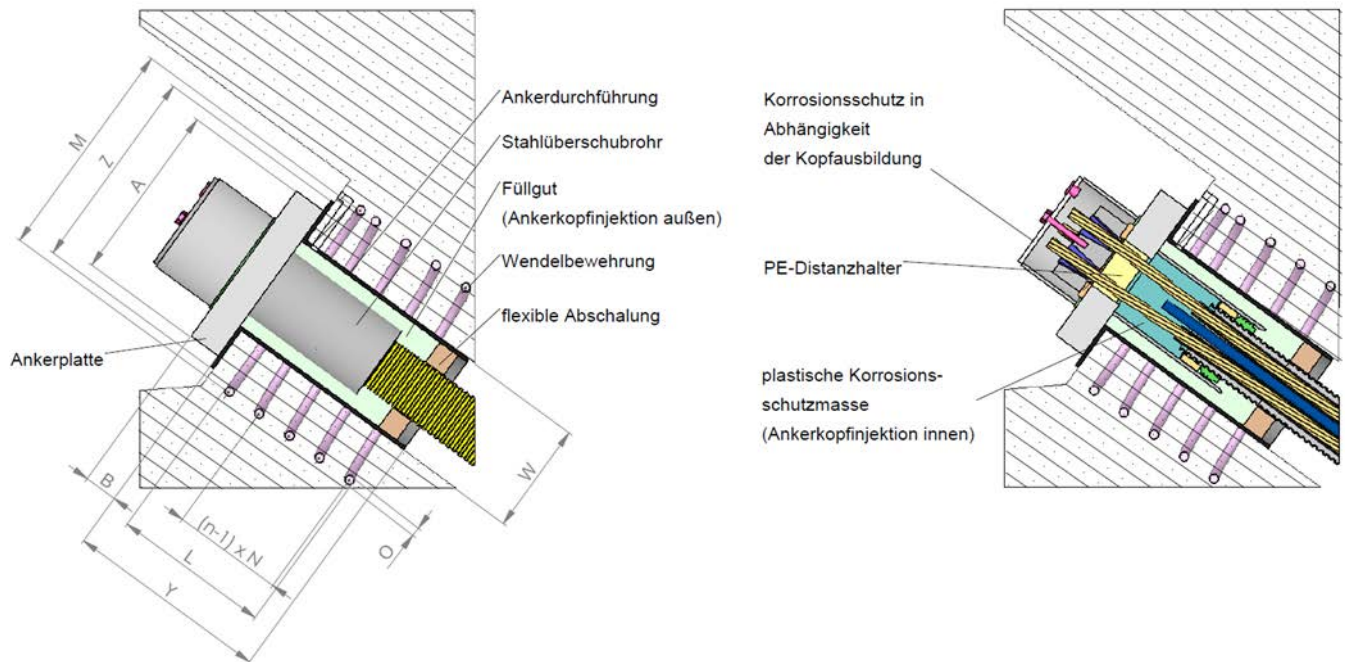 Ankerdurchführung
Stahlüberschubrohr
Füllgut
(Ankerkopfinjektion außen)
Wendelbewehrung
flexible Abschalung
Ankerplatte
M
Z
A
B
(n-1) x N
L
Y
O
W
Korrosionsschutz in
Abhängigkeit
der Kopfausbildung
PE-Distanzhalter
plastische Korrosions-
schutzmasse
(Ankerkopfinjektion innen)